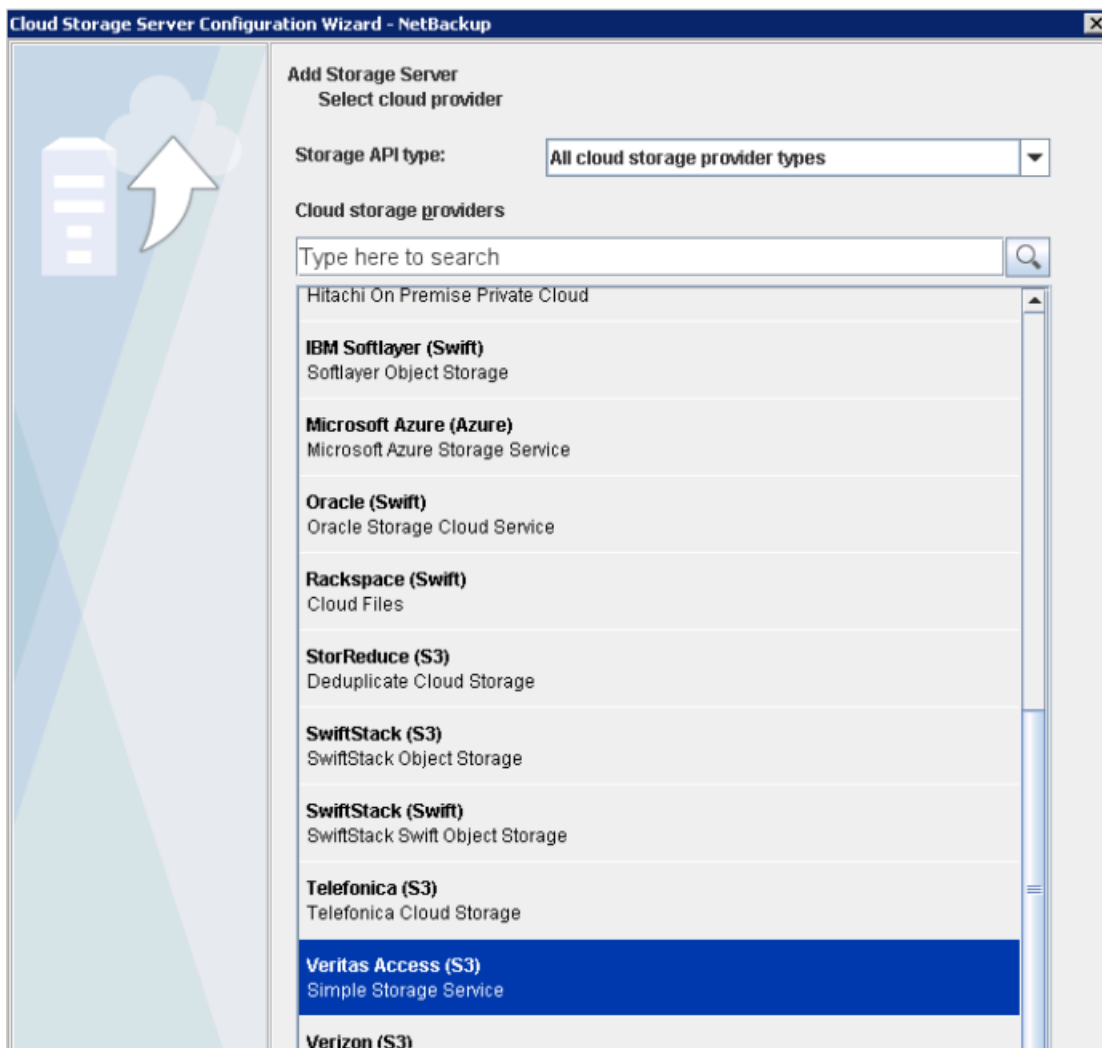 Cloud Storage Server Configuration Wizard - NetBackup
Add Storage Server
Select cloud provider
Storage API type:
All cloud storage provider types
Cloud storage providers
Type here to search
Hitachi On Premise Private Cloud
IBM Softlayer (Swift)
Softlayer Object Storage
Microsoft Azure (Azure)
Microsoft Azure Storage Service
Oracle (Swift)
Oracle Storage Cloud Service
Rackspace (Swift)
Cloud Files
StorReduce (S3)
Deduplicate Cloud Storage
SwiftStack (S3)
SwiftStack Object Storage
SwiftStack (Swift)
SwiftStack Swift Object Storage
Telefonica (S3)
Telefonica Cloud Storage
Veritas Access (S3)
Simple Storage Service
Verizon (S3)